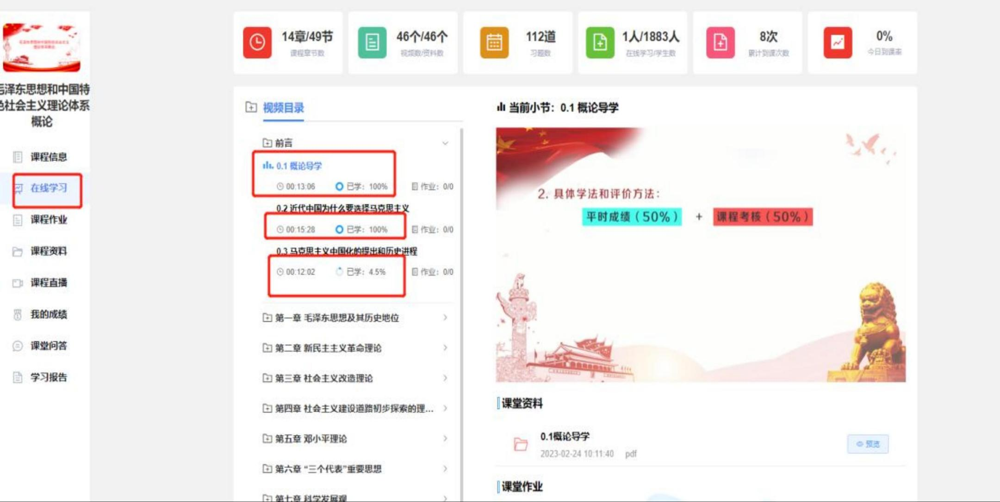 14章/49节
课程章节数
46个/46个
视频数/资料数
112道
习题数
1人/1883人
在线学习/学生数
8次
累计到课次数
0%
今日到课率
毛泽东思想和中国特
色社会主义理论体系
概论
课程信息
在线学习
课程作业
课程资料
课程直播
我的成绩
课堂问答
学习报告
视频目录
前言
0.1 概论导学
00:13:06 已学：100% 作业：0/0
0.2 近代中国为什么要选择马克思主义
00:15:28 已学：100% 作业：0/0
0.3 马克思主义中国化的提出和历史进程
00:12:02 已学：4.5% 作业：0/0
第一章 毛泽东思想及其历史地位
第二章 新民主主义革命理论
第三章 社会主义改造理论
第四章 社会主义建设道路初步探索的理...
第五章 邓小平理论
第六章 “三个代表”重要思想
第七章 科学发展观
当前小节：0.1 概论导学
2. 具体学法和评价方法：
平时成绩（50%） + 课程考核（50%）
课堂资料
0.1概论导学
2023-02-24 10:11:40 pdf
预览
课堂作业